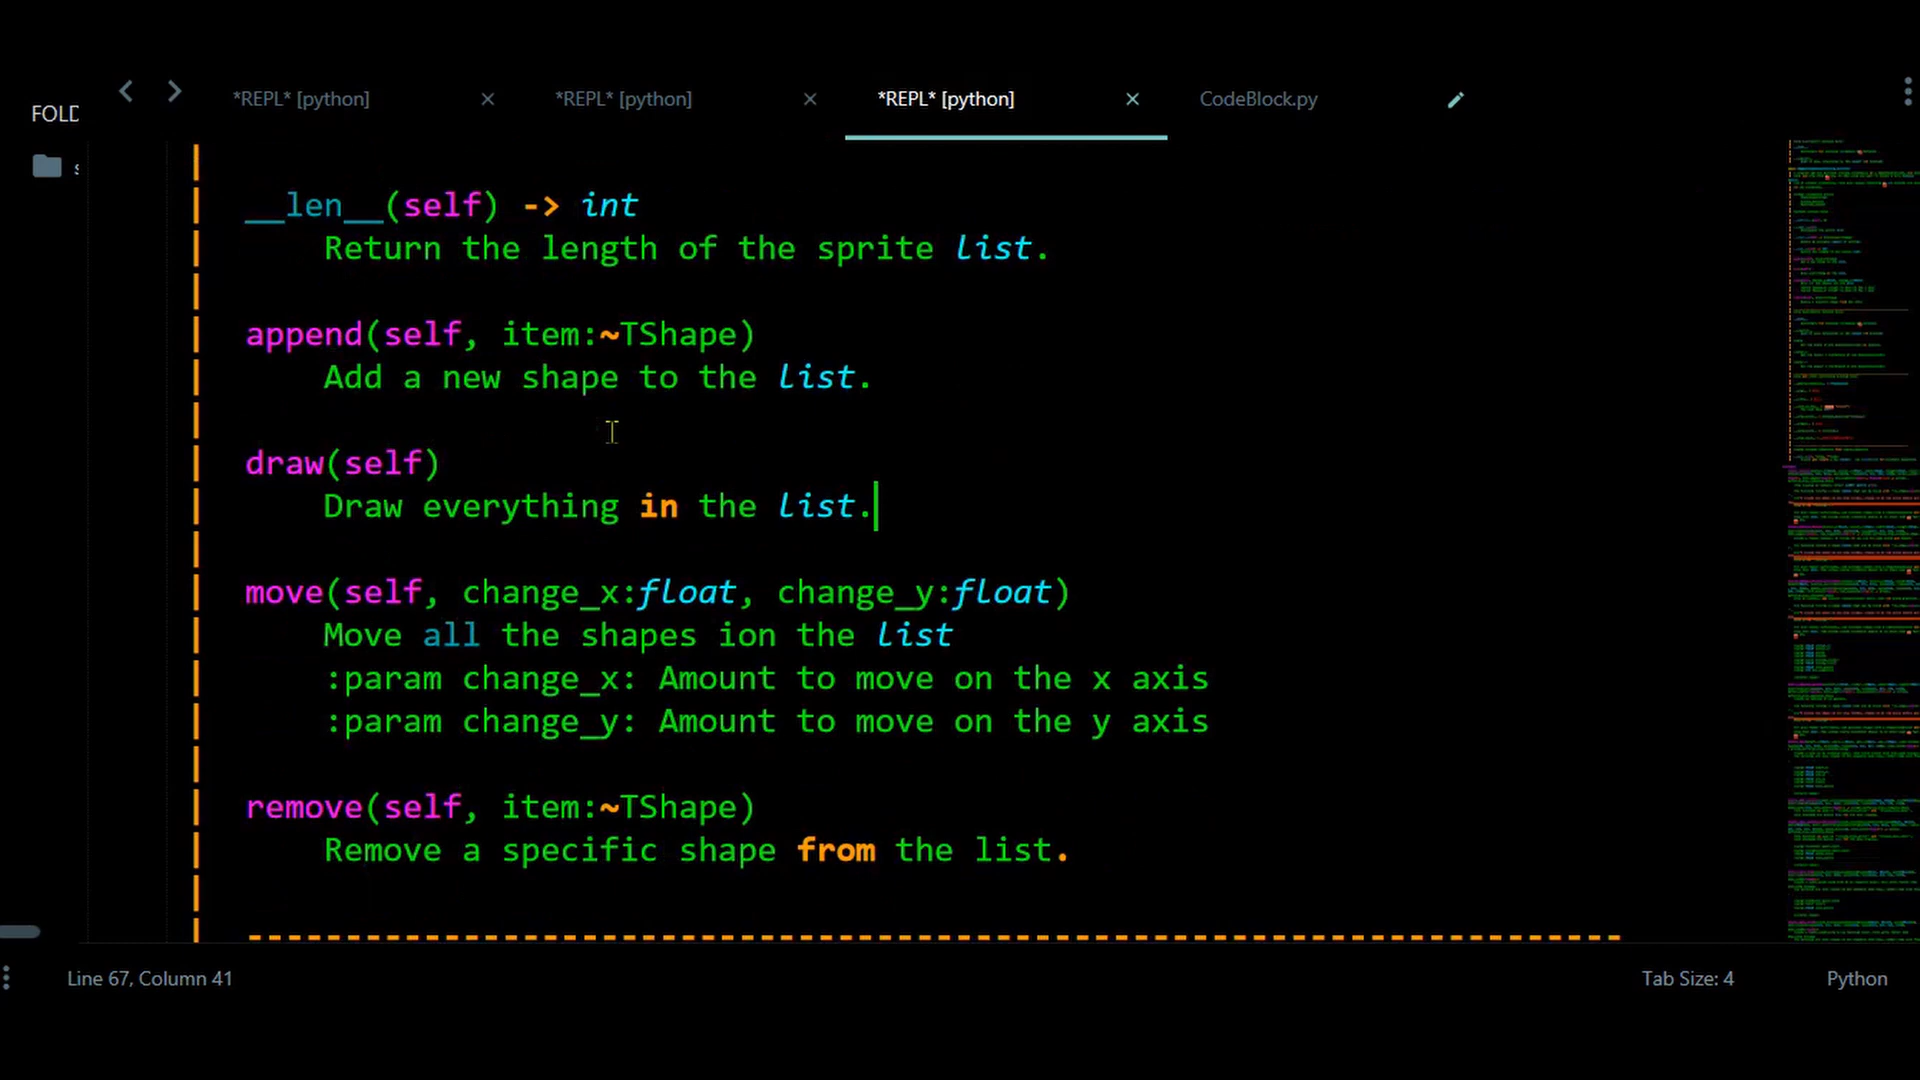 *REPL* [python]
*REPL* [python]
*REPL* [python]
CodeBlock.py
FOLD
s
__len__(self) -> int
Return the length of the sprite list.
append(self, item:~TShape)
Add a new shape to the list.
draw(self)
Draw everything in the list.
move(self, change_x:float, change_y:float)
Move all the shapes ion the list
:param change_x: Amount to move on the x axis
:param change_y: Amount to move on the y axis
remove(self, item:~TShape)
Remove a specific shape from the list.
Line 67, Column 41
Tab Size: 4
Python